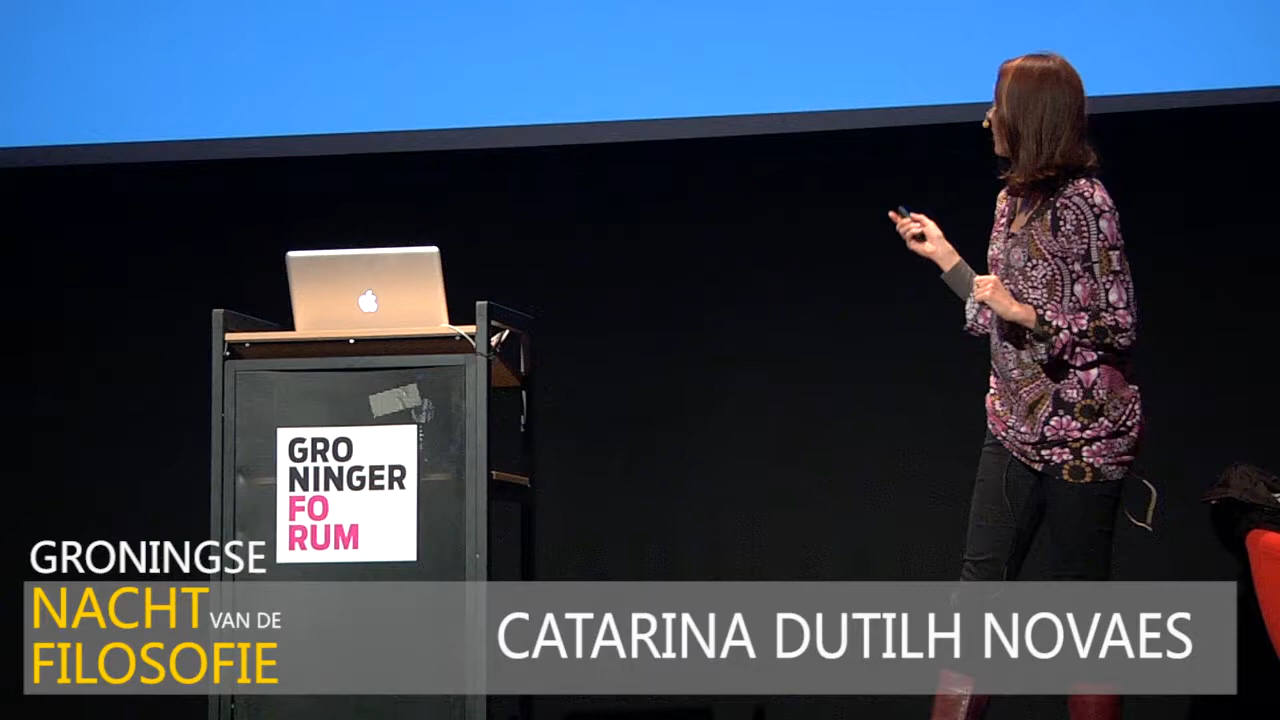 GRO
NINGER
FO
RUM
GRONINGSE
NACHT VAN DE
FILOSOFIE
CATARINA DUTILH NOVAES